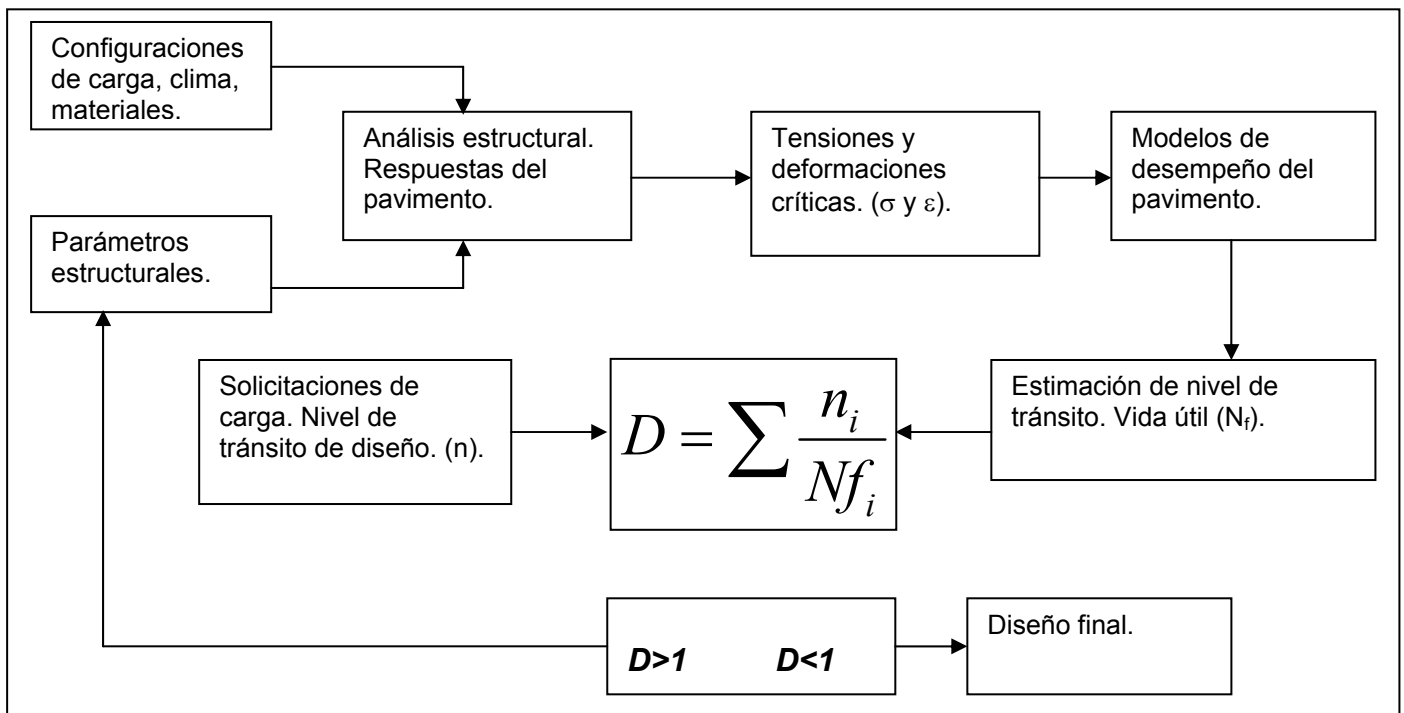 Configuraciones
de carga, clima,
materiales.
Análisis estructural.
Respuestas del
pavimento.
Tensiones y
deformaciones
críticas. (σ y ε).
Modelos de
desempeño del
pavimento.
Parámetros
estructurales.
Solicitaciones de
carga. Nivel de
tránsito de diseño. (n).
D = ∑ n_i / Nf_i
Estimación de nivel de
tránsito. Vida útil (N_f).
D>1 D<1
Diseño final.